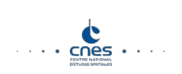 cnes
CENTRE NATIONAL
D'ÉTUDES SPATIALES